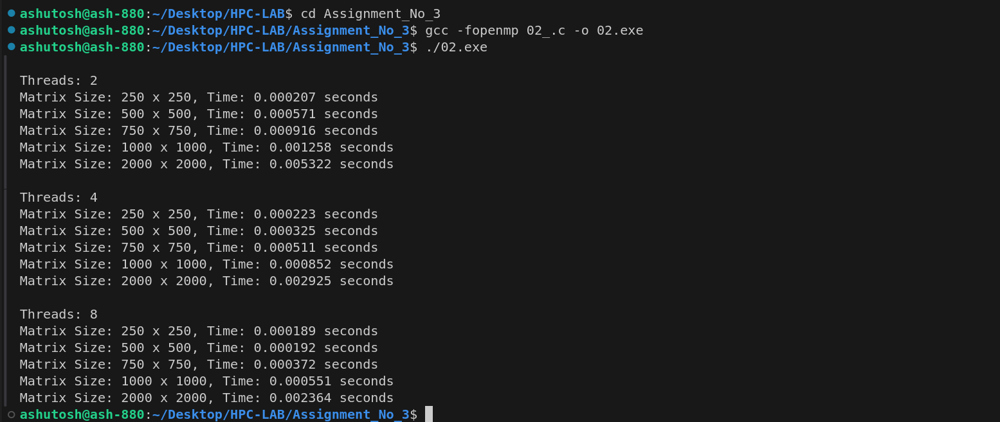 ashutosh@ash-880:~/Desktop/HPC-LAB$ cd Assignment_No_3
ashutosh@ash-880:~/Desktop/HPC-LAB/Assignment_No_3$ gcc -fopenmp 02_.c -o 02.exe
ashutosh@ash-880:~/Desktop/HPC-LAB/Assignment_No_3$ ./02.exe
Threads: 2
Matrix Size: 250 x 250, Time: 0.000207 seconds
Matrix Size: 500 x 500, Time: 0.000571 seconds
Matrix Size: 750 x 750, Time: 0.000916 seconds
Matrix Size: 1000 x 1000, Time: 0.001258 seconds
Matrix Size: 2000 x 2000, Time: 0.005322 seconds
Threads: 4
Matrix Size: 250 x 250, Time: 0.000223 seconds
Matrix Size: 500 x 500, Time: 0.000325 seconds
Matrix Size: 750 x 750, Time: 0.000511 seconds
Matrix Size: 1000 x 1000, Time: 0.000852 seconds
Matrix Size: 2000 x 2000, Time: 0.002925 seconds
Threads: 8
Matrix Size: 250 x 250, Time: 0.000189 seconds
Matrix Size: 500 x 500, Time: 0.000192 seconds
Matrix Size: 750 x 750, Time: 0.000372 seconds
Matrix Size: 1000 x 1000, Time: 0.000551 seconds
Matrix Size: 2000 x 2000, Time: 0.002364 seconds
ashutosh@ash-880:~/Desktop/HPC-LAB/Assignment_No_3$